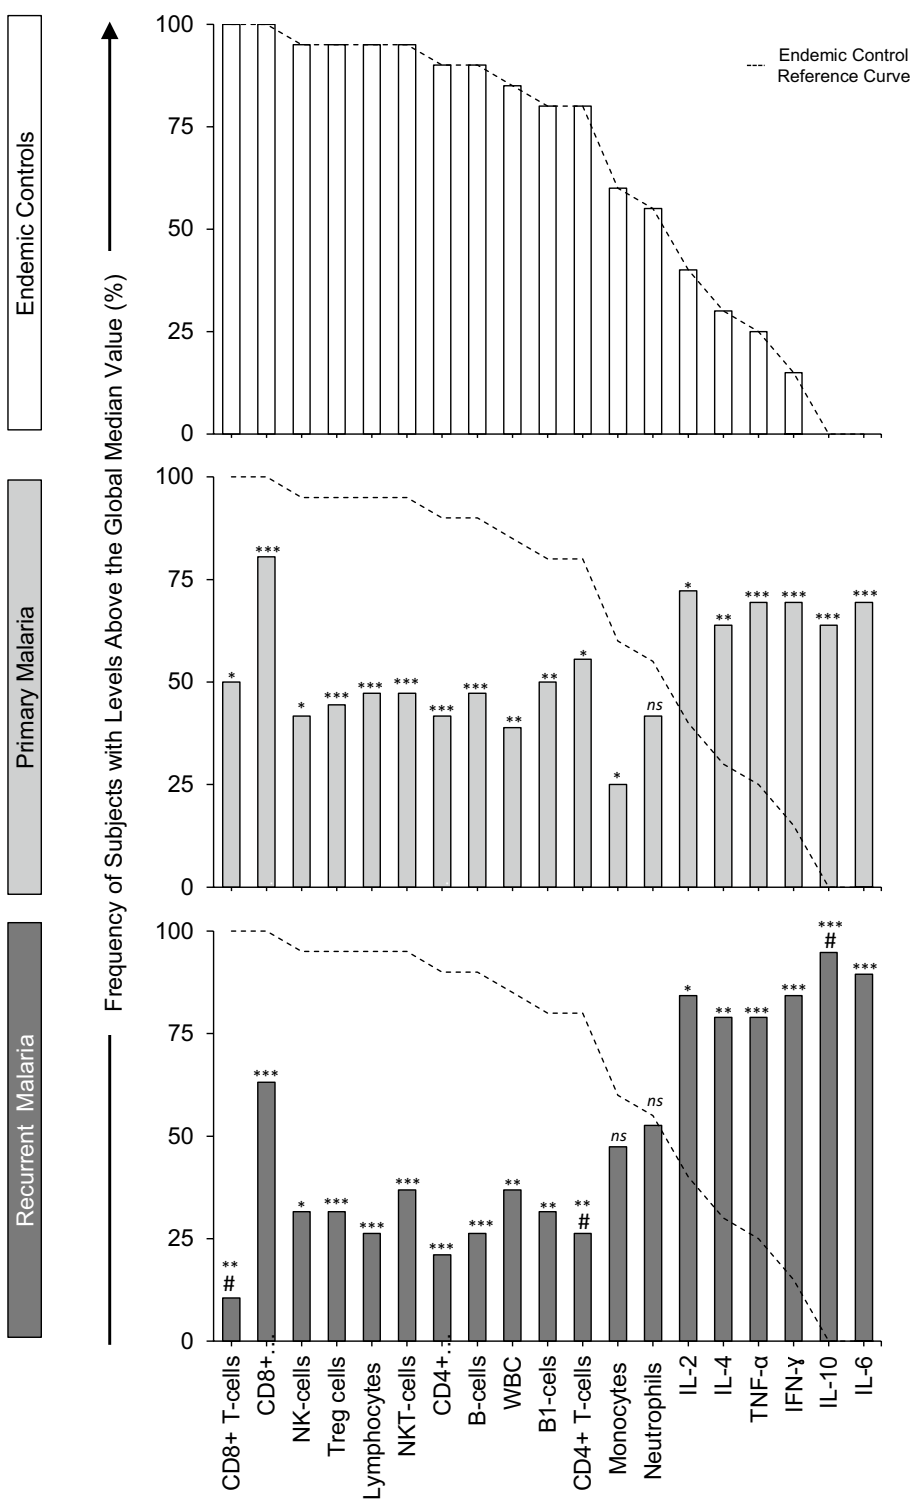 Endemic Controls
Primary Malaria
Recurrent Malaria
Frequency of Subjects with Levels Above the Global Median Value (%)
100
75
50
25
0
Endemic Control
Reference Curve
100
75
50
25
0
*
***
*
***
***
***
***
***
**
**
*
*
ns
*
**
***
***
***
***
100
75
50
25
0
**
#
***
*
***
***
***
***
***
**
**
**
#
ns
ns
*
**
***
***
***
#
***
CD8+ T-cells
CD8+...
NK-cells
Treg cells
Lymphocytes
NKT-cells
CD4+...
B-cells
WBC
B1-cels
CD4+ T-cells
Monocytes
Neutrophils
IL-2
IL-4
TNF-α
IFN-ɣ
IL-10
IL-6